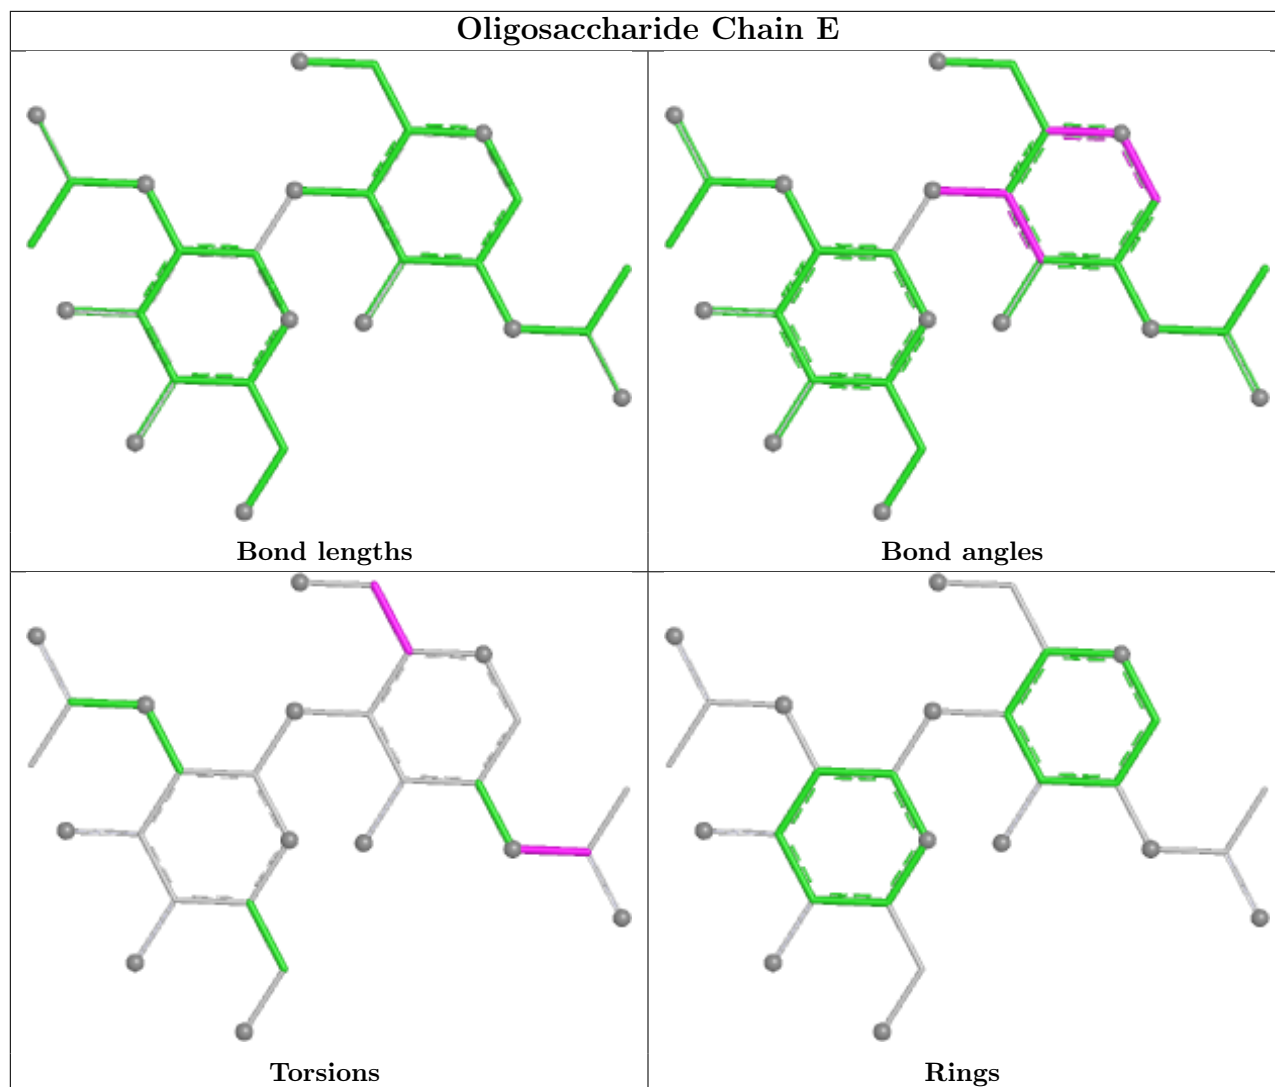 Oligosaccharide Chain E
Bond lengths
Bond angles
Torsions
Rings